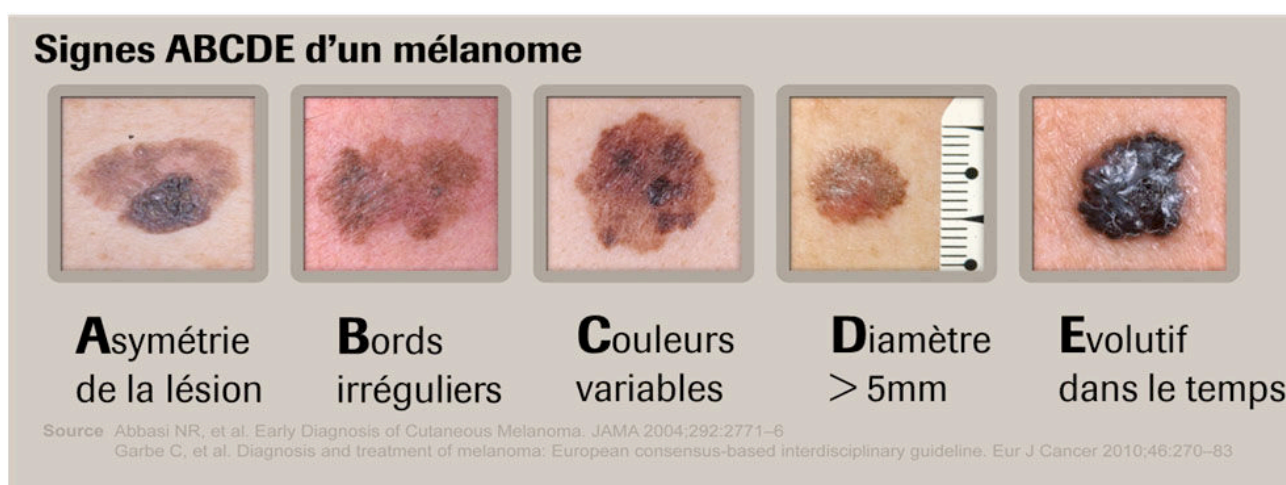 Signes ABCDE d'un mélanome
Asymétrie
de la lésion
Bords
irréguliers
Couleurs
variables
Diamètre
> 5mm
Evolutif
dans le temps
Source Abbasi NR, et al. Early Diagnosis of Cutaneous Melanoma. JAMA 2004;292:2771–6
Garbe C, et al. Diagnosis and treatment of melanoma: European consensus-based interdisciplinary guideline. Eur J Cancer 2010;46:270–83